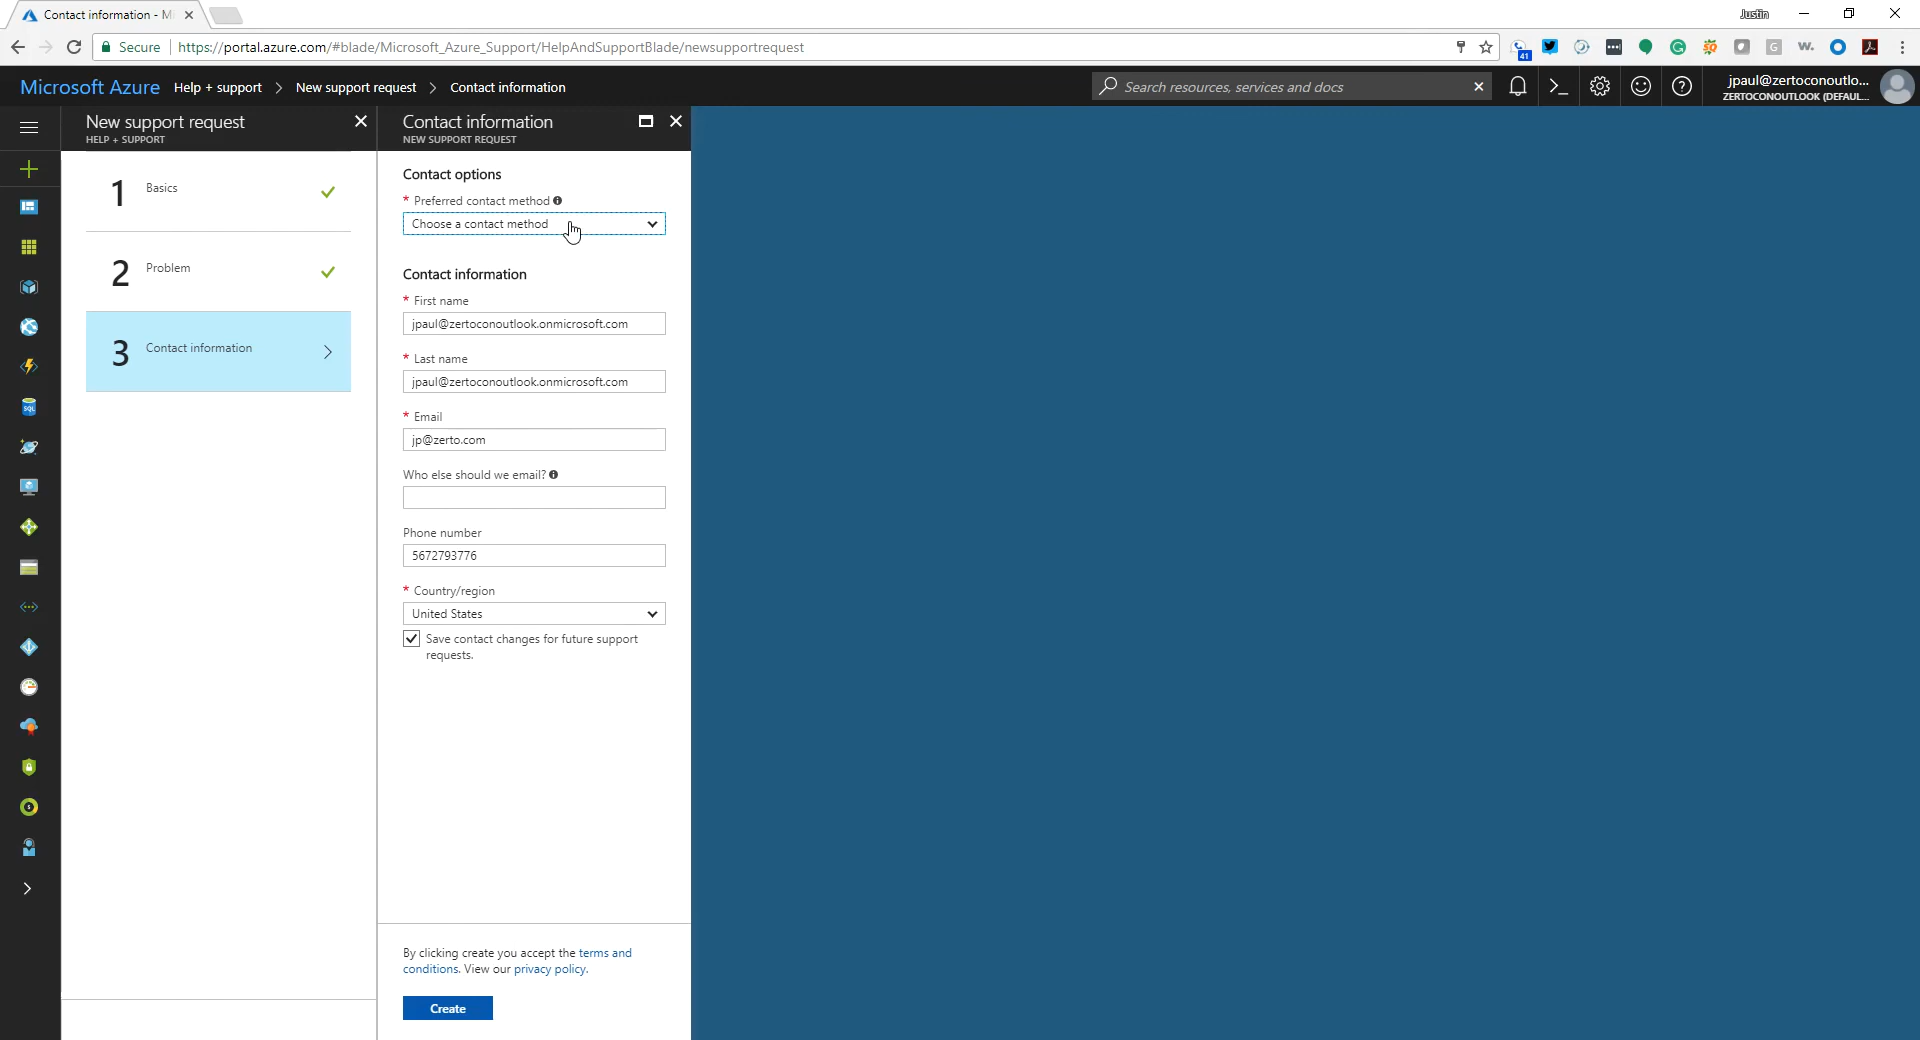 Contact information - Mi
Justin
Secure
https://portal.azure.com/#blade/Microsoft_Azure_Support/HelpAndSupportBlade/newsupportrequest
41
SQ
G
W.
Microsoft Azure Help + support > New support request > Contact information
Search resources, services and docs
jpaul@zertoconoutlo...
ZERTOCONOUTLOOK (DEFAUL...
New support request
HELP + SUPPORT
1 Basics
2 Problem
3 Contact information
SQL
Contact information
NEW SUPPORT REQUEST
Contact options
* Preferred contact method
Choose a contact method
Contact information
* First name
jpaul@zertoconoutlook.onmicrosoft.com
* Last name
jpaul@zertoconoutlook.onmicrosoft.com
* Email
jp@zerto.com
Who else should we email?
Phone number
5672793776
* Country/region
United States
Save contact changes for future support
requests.
By clicking create you accept the terms and
conditions. View our privacy policy.
Create